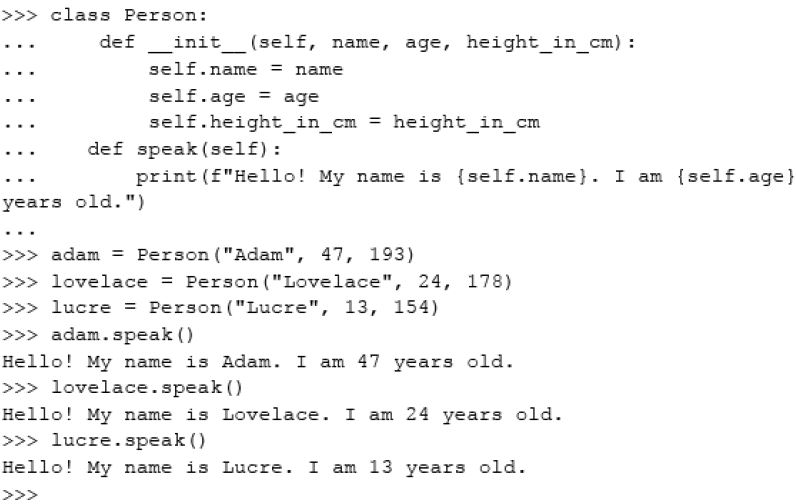 >>> class Person:
...     def __init__(self, name, age, height_in_cm):
...         self.name = name
...         self.age = age
...         self.height_in_cm = height_in_cm
...    def speak(self):
...        print(f"Hello! My name is {self.name}. I am {self.age}
years old.")
...
>>> adam = Person("Adam", 47, 193)
>>> lovelace = Person("Lovelace", 24, 178)
>>> lucre = Person("Lucre", 13, 154)
>>> adam.speak()
Hello! My name is Adam. I am 47 years old.
>>> lovelace.speak()
Hello! My name is Lovelace. I am 24 years old.
>>> lucre.speak()
Hello! My name is Lucre. I am 13 years old.
>>>